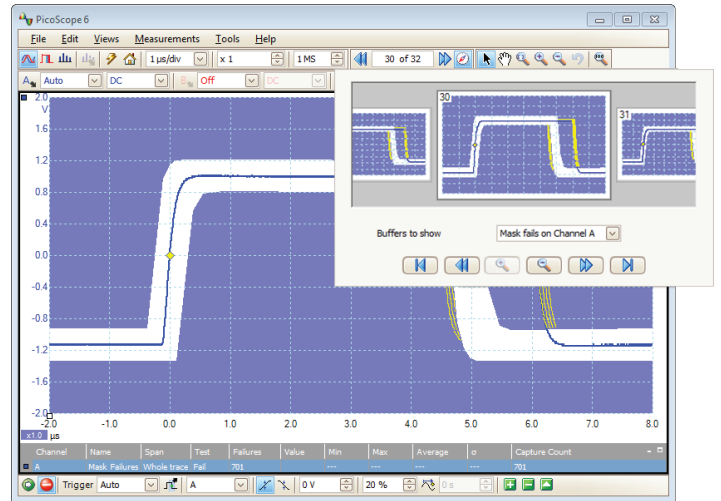 PicoScope 6
File Edit Views Measurements Tools Help
1 µs/div x 1 1 MS 30 of 32
A Auto DC B Off DC
2.0
V
1.6
1.2
0.8
0.4
0.0
-0.4
-0.8
-1.2
-1.6
-2.0
-2.0 -1.0 0.0 1.0 2.0 3.0 4.0 5.0 6.0 7.0 8.0
x1.0 µs
30
31
Buffers to show Mask fails on Channel A
Channel Name Span Test Failures Value Min Max Average σ Capture Count
A Mask Failures Whole trace Fail 701 --- --- --- --- 701
Trigger Auto A 0 V 20 % 0 s